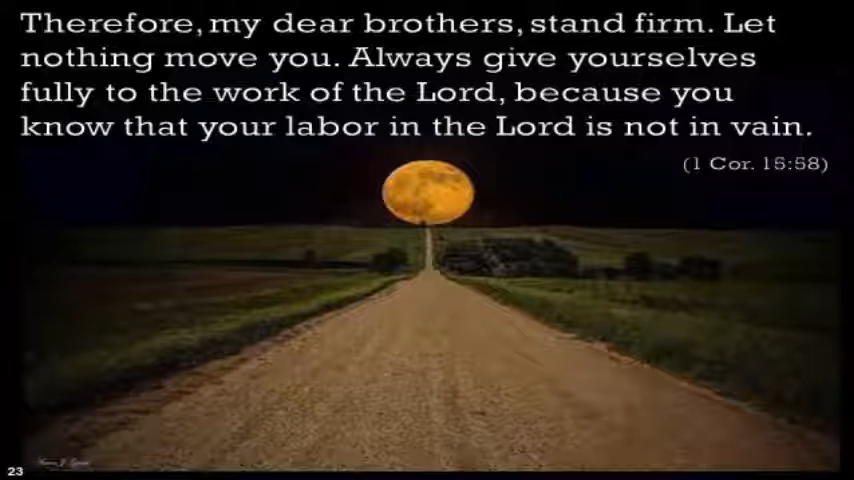 Therefore, my dear brothers, stand firm. Let
nothing move you. Always give yourselves
fully to the work of the Lord, because you
know that your labor in the Lord is not in vain.
(1 Cor. 15:58)
23